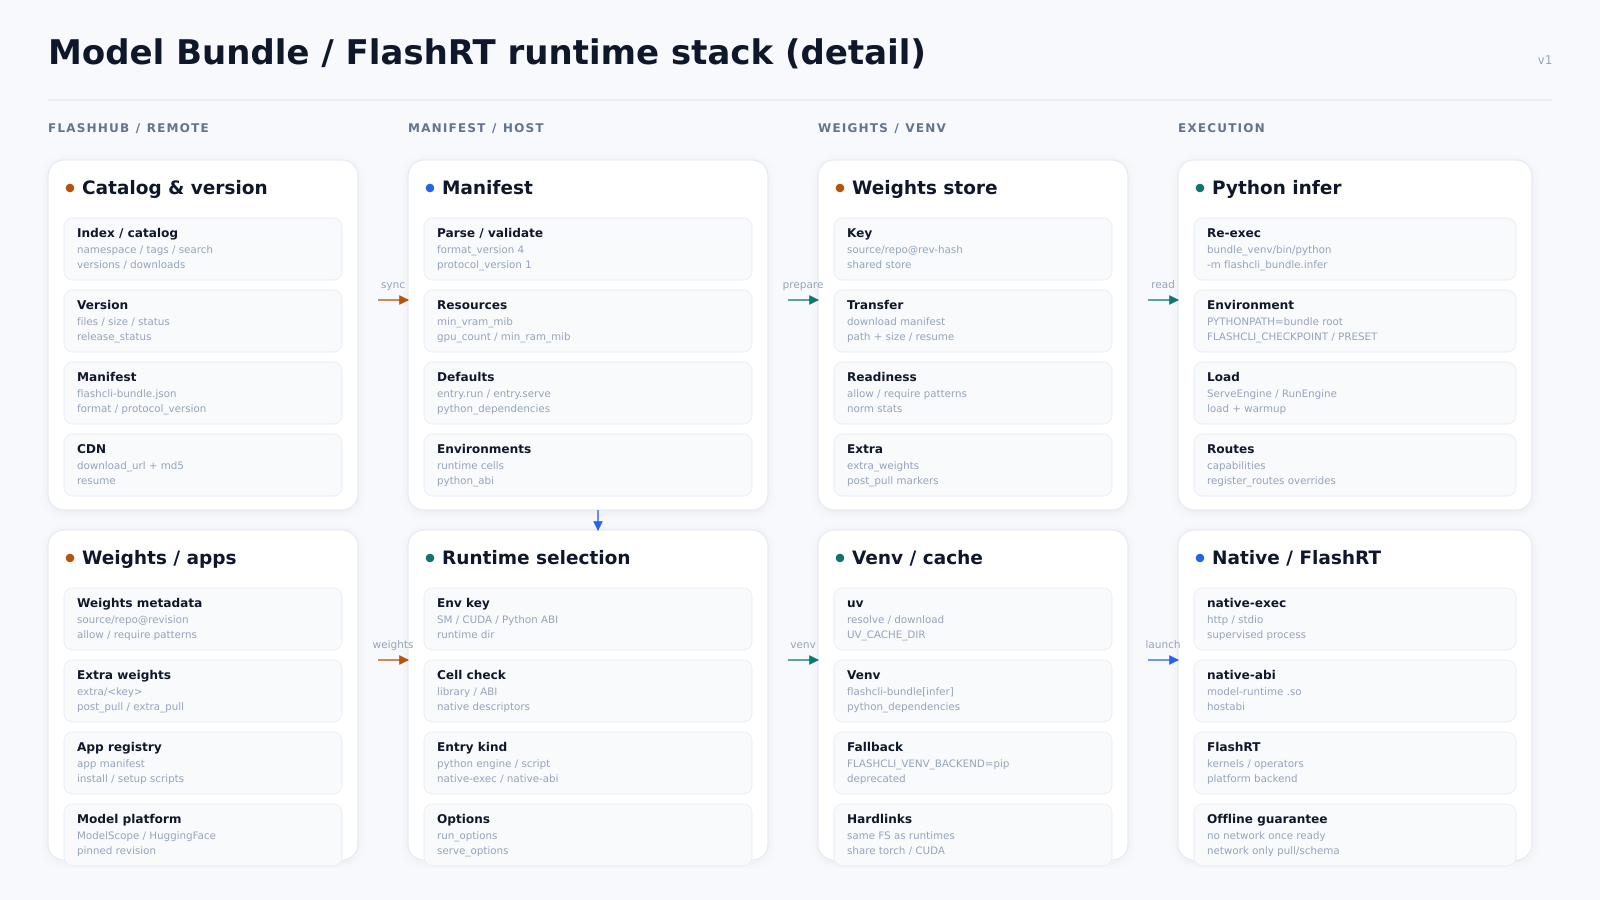 Model Bundle / FlashRT runtime stack (detail)
v1
FLASHHUB / REMOTE
MANIFEST / HOST
WEIGHTS / VENV
EXECUTION
Catalog & version
Index / catalog
namespace / tags / search
versions / downloads
Version
files / size / status
release_status
Manifest
flashcli-bundle.json
format / protocol_version
CDN
download_url + md5
resume
sync
Manifest
Parse / validate
format_version 4
protocol_version 1
Resources
min_vram_mib
gpu_count / min_ram_mib
Defaults
entry.run / entry.serve
python_dependencies
Environments
runtime cells
python_abi
prepare
Weights store
Key
source/repo@rev-hash
shared store
Transfer
download manifest
path + size / resume
Readiness
allow / require patterns
norm stats
Extra
extra_weights
post_pull markers
read
Python infer
Re-exec
bundle_venv/bin/python
-m flashcli_bundle.infer
Environment
PYTHONPATH=bundle root
FLASHCLI_CHECKPOINT / PRESET
Load
ServeEngine / RunEngine
load + warmup
Routes
capabilities
register_routes overrides
Weights / apps
Weights metadata
source/repo@revision
allow / require patterns
Extra weights
extra/<key>
post_pull / extra_pull
App registry
app manifest
install / setup scripts
Model platform
ModelScope / HuggingFace
pinned revision
weights
Runtime selection
Env key
SM / CUDA / Python ABI
runtime dir
Cell check
library / ABI
native descriptors
Entry kind
python engine / script
native-exec / native-abi
Options
run_options
serve_options
venv
Venv / cache
uv
resolve / download
UV_CACHE_DIR
Venv
flashcli-bundle[infer]
python_dependencies
Fallback
FLASHCLI_VENV_BACKEND=pip
deprecated
Hardlinks
same FS as runtimes
share torch / CUDA
launch
Native / FlashRT
native-exec
http / stdio
supervised process
native-abi
model-runtime .so
hostabi
FlashRT
kernels / operators
platform backend
Offline guarantee
no network once ready
network only pull/schema